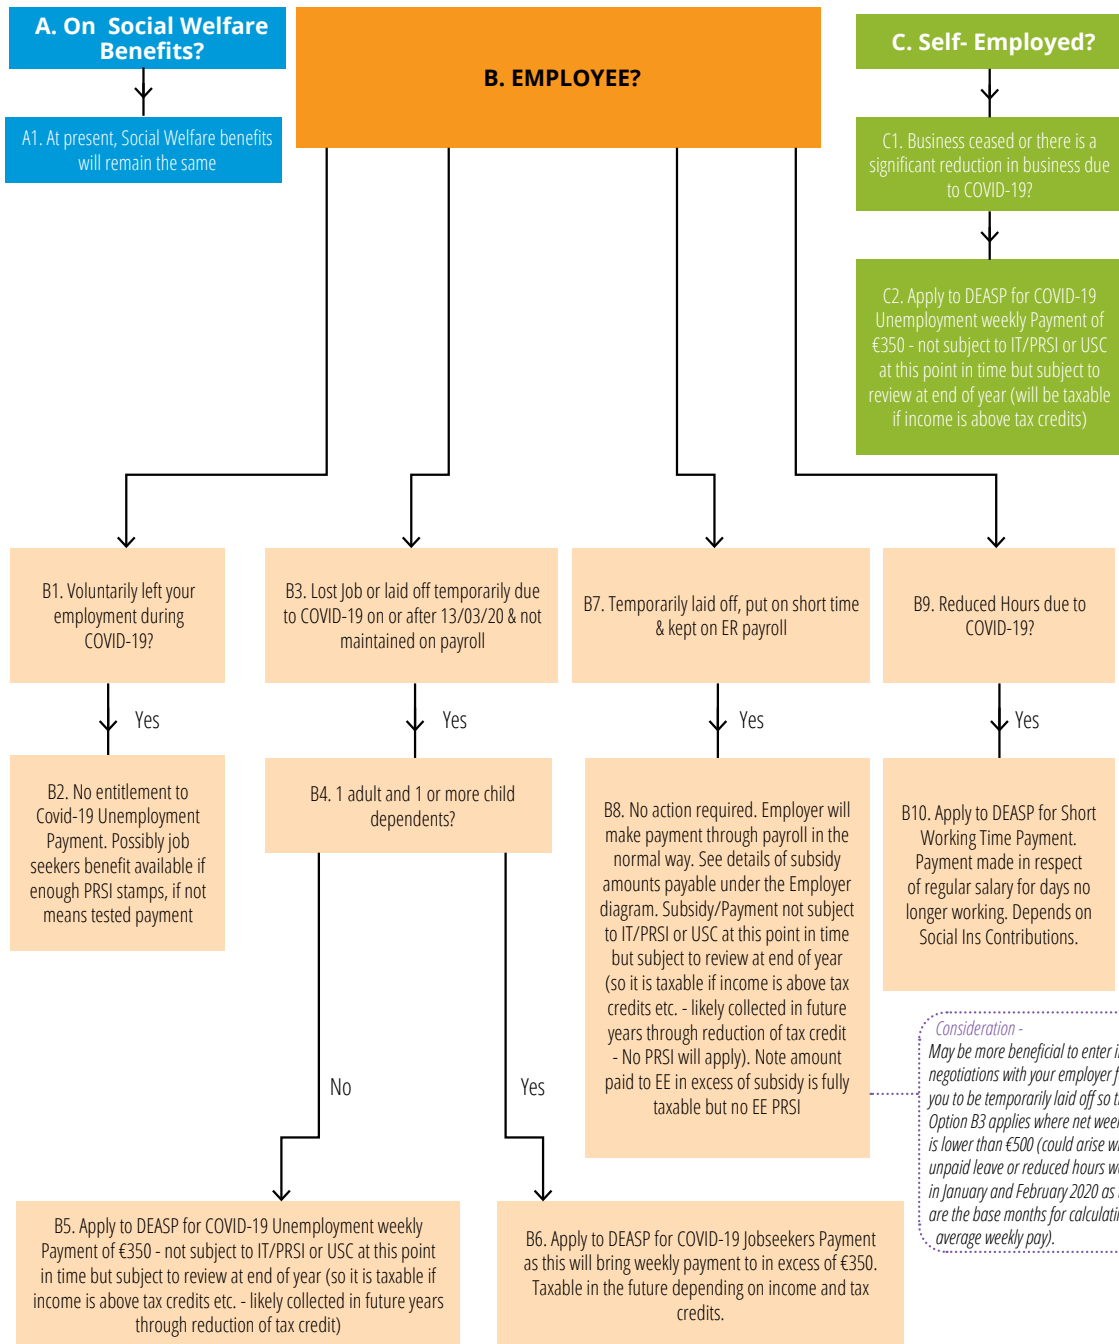 A. On Social Welfare
Benefits?
A1. At present, Social Welfare benefits
will remain the same
B. EMPLOYEE?
C. Self- Employed?
C1. Business ceased or there is a
significant reduction in business due
to COVID-19?
C2. Apply to DEASP for COVID-19
Unemployment weekly Payment of
€350 - not subject to IT/PRSI or USC
at this point in time but subject to
review at end of year (will be taxable
if income is above tax credits)
B1. Voluntarily left your
employment during
COVID-19?
Yes
B2. No entitlement to
Covid-19 Unemployment
Payment. Possibly job
seekers benefit available if
enough PRSI stamps, if not
means tested payment
B3. Lost Job or laid off temporarily due
to COVID-19 on or after 13/03/20 & not
maintained on payroll
Yes
B4. 1 adult and 1 or more child
dependents?
No
Yes
B5. Apply to DEASP for COVID-19 Unemployment weekly
Payment of €350 - not subject to IT/PRSI or USC at this point
in time but subject to review at end of year (so it is taxable if
income is above tax credits etc. - likely collected in future years
through reduction of tax credit)
B6. Apply to DEASP for COVID-19 Jobseekers Payment
as this will bring weekly payment to in excess of €350.
Taxable in the future depending on income and tax
credits.
B7. Temporarily laid off, put on short time
& kept on ER payroll
Yes
B8. No action required. Employer will
make payment through payroll in the
normal way. See details of subsidy
amounts payable under the Employer
diagram. Subsidy/Payment not subject
to IT/PRSI or USC at this point in time
but subject to review at end of year
(so it is taxable if income is above tax
credits etc. - likely collected in future
years through reduction of tax credit
- No PRSI will apply). Note amount
paid to EE in excess of subsidy is fully
taxable but no EE PRSI
B9. Reduced Hours due to
COVID-19?
Yes
B10. Apply to DEASP for Short
Working Time Payment.
Payment made in respect
of regular salary for days no
longer working. Depends on
Social Ins Contributions.
Consideration -
May be more beneficial to enter
negotiations with your employer
you to be temporarily laid off so
Option B3 applies where net
is lower than €500 (could arise
unpaid leave or reduced hours
in January and February 2020 as
are the base months for
average weekly pay).